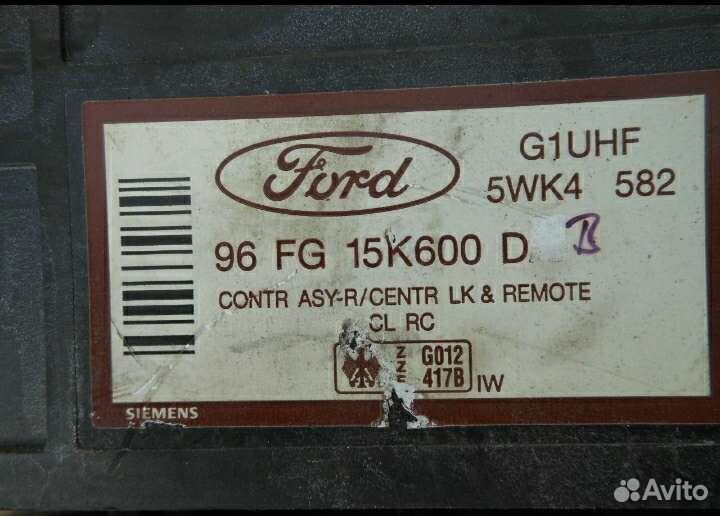 Ford
G1UHF
5WK4 582
96 FG 15K600 D
CONTR ASY-R/CENTR LK & REMOTE
CL RC
G012
417B
IW
SIEMENS
Avito